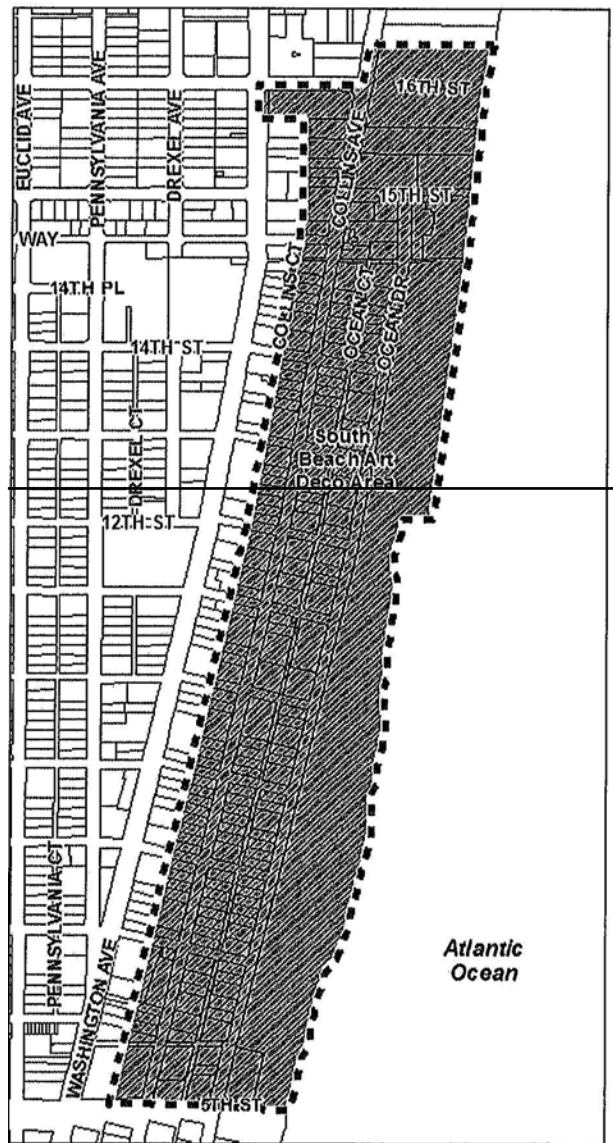 16TH ST
EUCLID AVE
PENNSYLVANIA AVE
DREXEL AVE
COLLINS AVE
15TH ST
WAY
14TH PL
COLLINS CT
OCEAN CT
OCEAN DR
14TH ST
DREXEL CT
South
Beach Art
Deco Area
12TH ST
PENNSYLVANIA CT
WASHINGTON AVE
Atlantic
Ocean
5TH ST